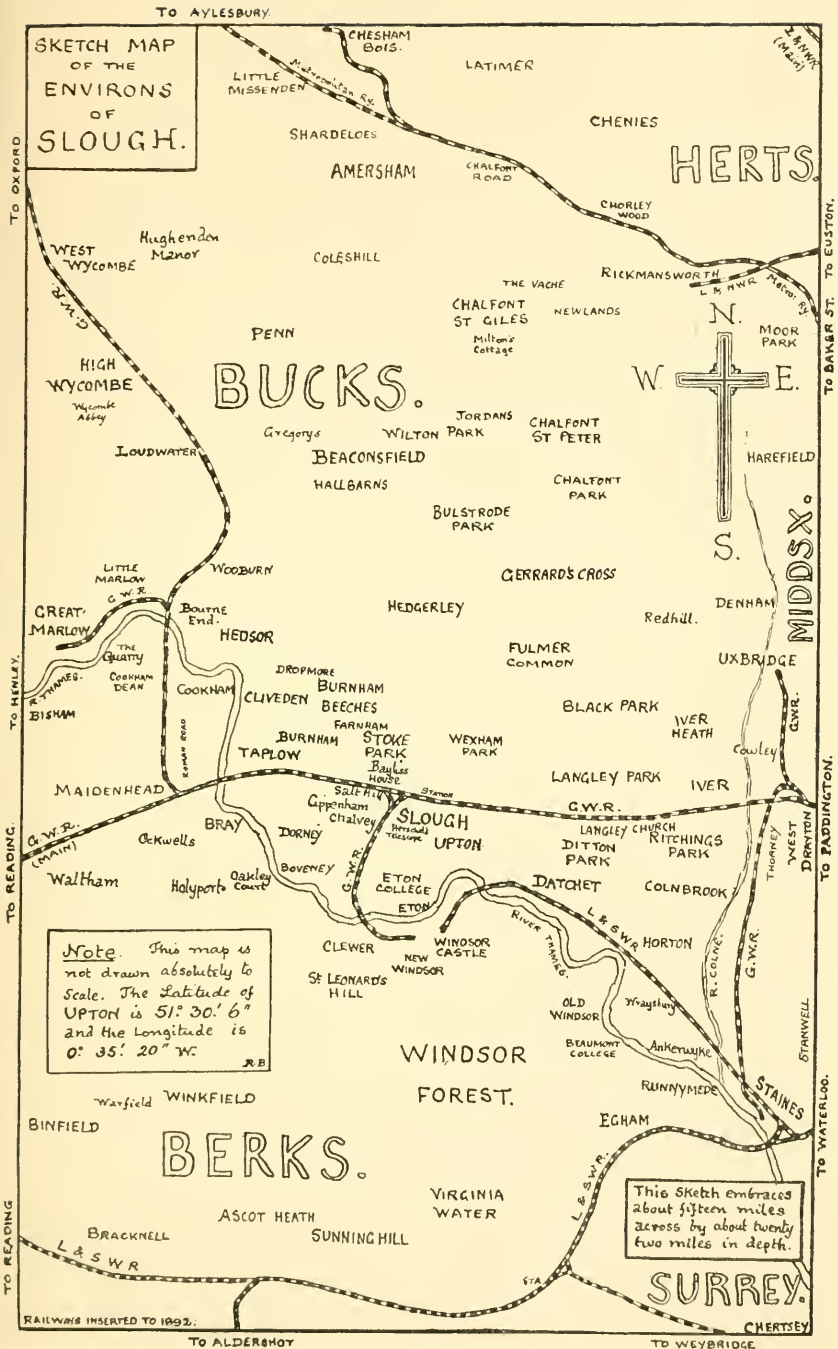 TO AYLESBURY.
SKETCH MAP
OF THE
ENVIRONS
OF
SLOUGH.
CHESHAM
BOIS.
LATIMER
L & NWR
(Main)
LITTLE
MISSENDEN
Metropolitan Ry.
SHARDELOES
CHENIES
HERTS.
AMERSHAM
CHALFONT
ROAD
TO OXFORD
CHORLEY
WOOD
WEST
WYCOMBE
Hughenden
Manor
COLESHILL
RICKMANSWORTH
L & NWR
Metro: Ry
TO EUSTON.
TO BAKER ST.
G.W.R.
THE VACHE
CHALFONT
ST GILES
NEWLANDS
Milton's
Cottage
N.
MOOR
PARK
PENN
HIGH
WYCOMBE
Wycombe
Abbey
BUCKS.
W.
E.
S.
LOUDWATER
Gregorys
WILTON PARK
JORDANS
CHALFONT
ST PETER
BEACONSFIELD
HALLBARNS
HAREFIELD
CHALFONT
PARK
BULSTRODE
PARK
MIDDSX.
LITTLE
MARLOW
G.W.R.
WOOBURN
GERRARD'S CROSS
GREAT
MARLOW
Bourne
End.
HEDSOR
HEDGERLEY
Redhill.
DENHAM
The
Quarry
COOKHAM
DEAN
R. THAMES.
TO HENLEY.
BISHAM
COOKHAM
CLIVEDEN
DROPMORE
BURNHAM
BEECHES
FULMER
COMMON
UXBRIDGE
G.W.R.
FARNHAM
BURNHAM
STOKE
PARK
WEXHAM
PARK
BLACK PARK
IVER
HEATH
Cowley
ROMAN ROAD
TAPLOW
Baylis
House
LANGLEY PARK
IVER
MAIDENHEAD
Salt Hill
STATION
G.W.R.
Cippenham
Chalvey
SLOUGH
Herschel's
Telescope
UPTON
LANGLEY CHURCH
DITTON
PARK
RITCHINGS
PARK
THORNEY
WEST
DRAYTON
TO PADDINGTON.
G.W.R.
(MAIN)
TO READING.
Ockwells
BRAY
DORNEY
Waltham
Holyport
Oakley
Court
BOVENEY
G.W.R.
ETON
COLLEGE
ETON
DATCHET
COLNBROOK
L & SWR
HORTON
R. COLNE.
G.W.R.
RIVER THAMES.
CLEWER
NEW
WINDSOR
WINDSOR
CASTLE
ST LEONARD'S
HILL
Note. This map is
not drawn absolutely to
Scale. The Latitude of
UPTON is 51° 30' 6"
and the Longitude is
0° 35' 20" W.
R B
OLD
WINDSOR
Wraysbury
STANWELL
BEAUMONT
COLLEGE
Ankerwyke
WINDSOR
FOREST.
RUNNYMEDE
STAINES
TO WATERLOO.
Warfield
WINKFIELD
BINFIELD
EGHAM
BERKS.
L & SWR.
This Sketch embraces
about fifteen miles
across by about twenty
two miles in depth.
VIRGINIA
WATER
ASCOT HEATH
BRACKNELL
SUNNINGHILL
TO READING
L & SWR
STA
SURREY.
CHERTSEY
RAILWAYS INSERTED TO 1892.
TO ALDERSHOT
TO WEYBRIDGE